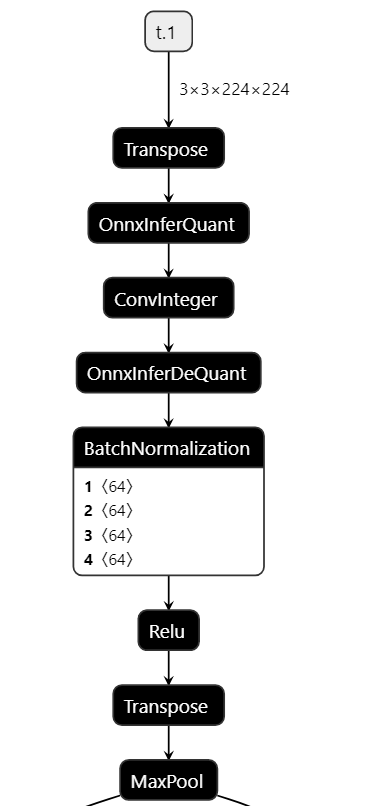 t.1
3×3×224×224
Transpose
OnnxInferQuant
ConvInteger
OnnxInferDeQuant
BatchNormalization
1 〈64〉
2 〈64〉
3 〈64〉
4 〈64〉
Relu
Transpose
MaxPool